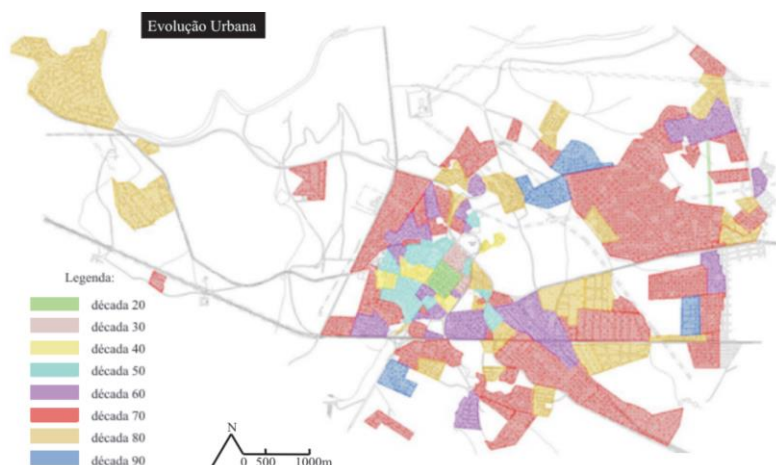 Evolução Urbana
Legenda:
década 20
década 30
década 40
década 50
década 60
década 70
década 80
década 90
N
0 500 1000m